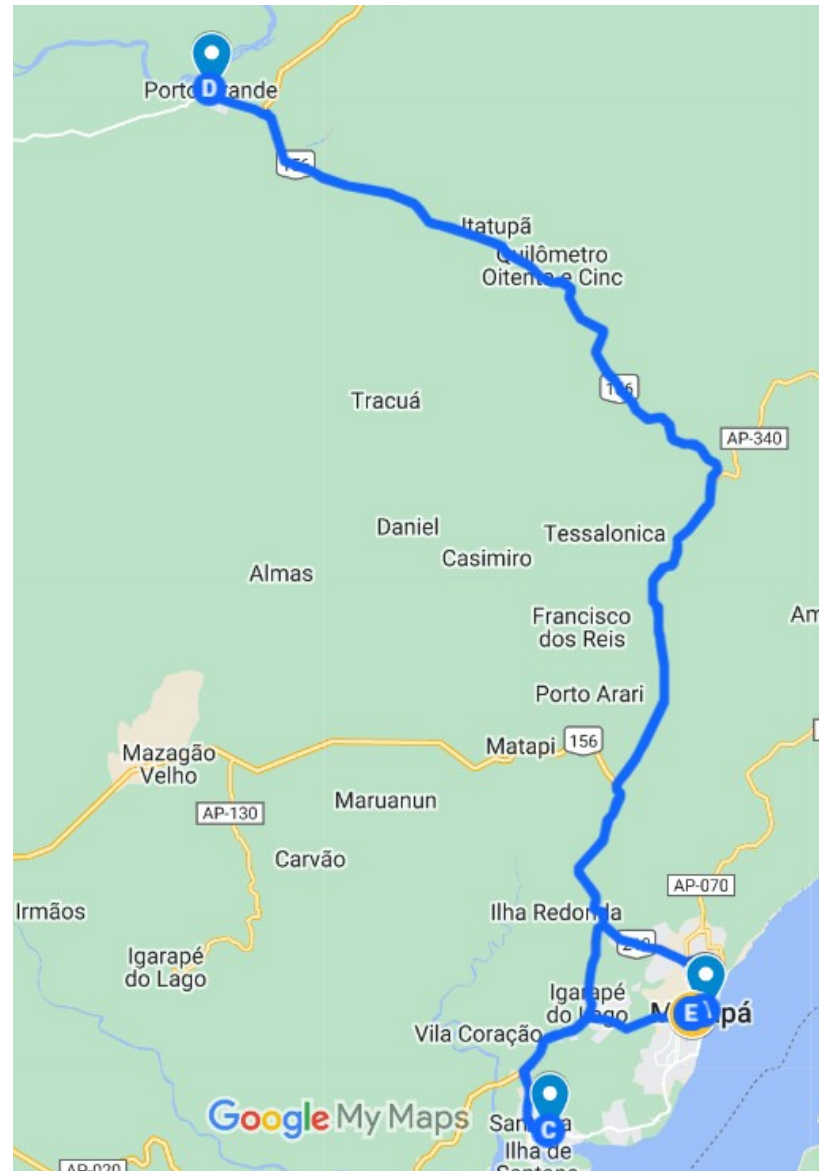 D
156
Itatupã
Quilômetro
Oitenta e Cinc
156
Tracuá
AP-340
Daniel
Tessalonica
Casimiro
Almas
Francisco
dos Reis
Am
Porto Arari
Mazagão
Velho
Matapi
156
AP-130
Maruanun
Carvão
AP-070
Irmãos
Ilha Redonda
Igarapé
do Lago
Igarapé
do Lago
E
Vila Coração
Google My Maps
C
Ilha de
AP-020